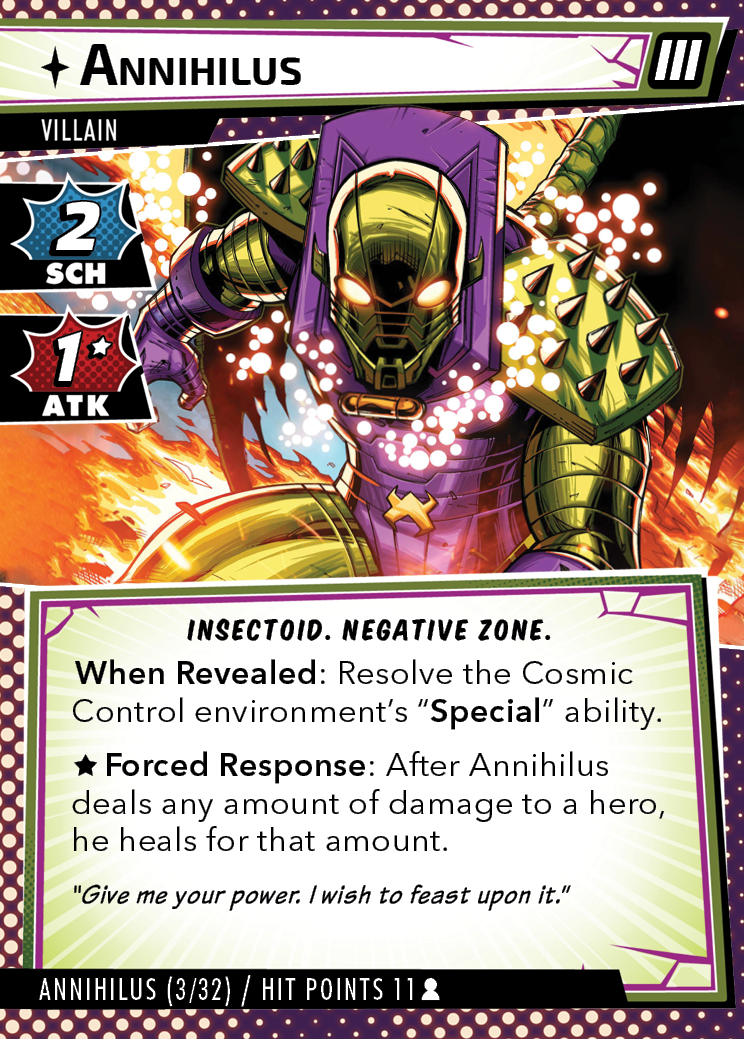 Annihilus
III
VILLAIN
2
SCH
1★
ATK
INSECTOID. NEGATIVE ZONE.
When Revealed: Resolve the Cosmic
Control environment's “Special” ability.
★ Forced Response: After Annihilus
deals any amount of damage to a hero,
he heals for that amount.
"Give me your power. I wish to feast upon it."
ANNIHILUS (3/32) / HIT POINTS 11